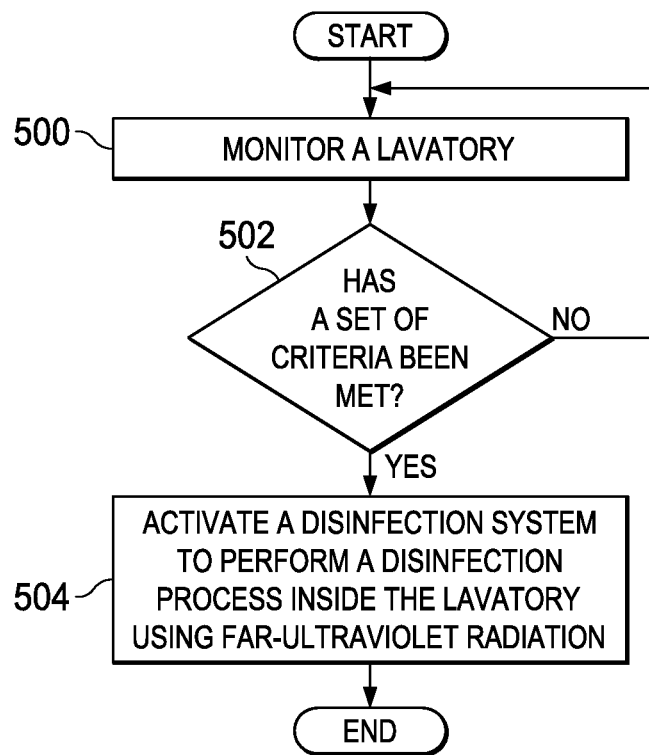 START
500
MONITOR A LAVATORY
502
HAS
A SET OF
CRITERIA BEEN
MET?
NO
YES
504
ACTIVATE A DISINFECTION SYSTEM
TO PERFORM A DISINFECTION
PROCESS INSIDE THE LAVATORY
USING FAR-ULTRAVIOLET RADIATION
END